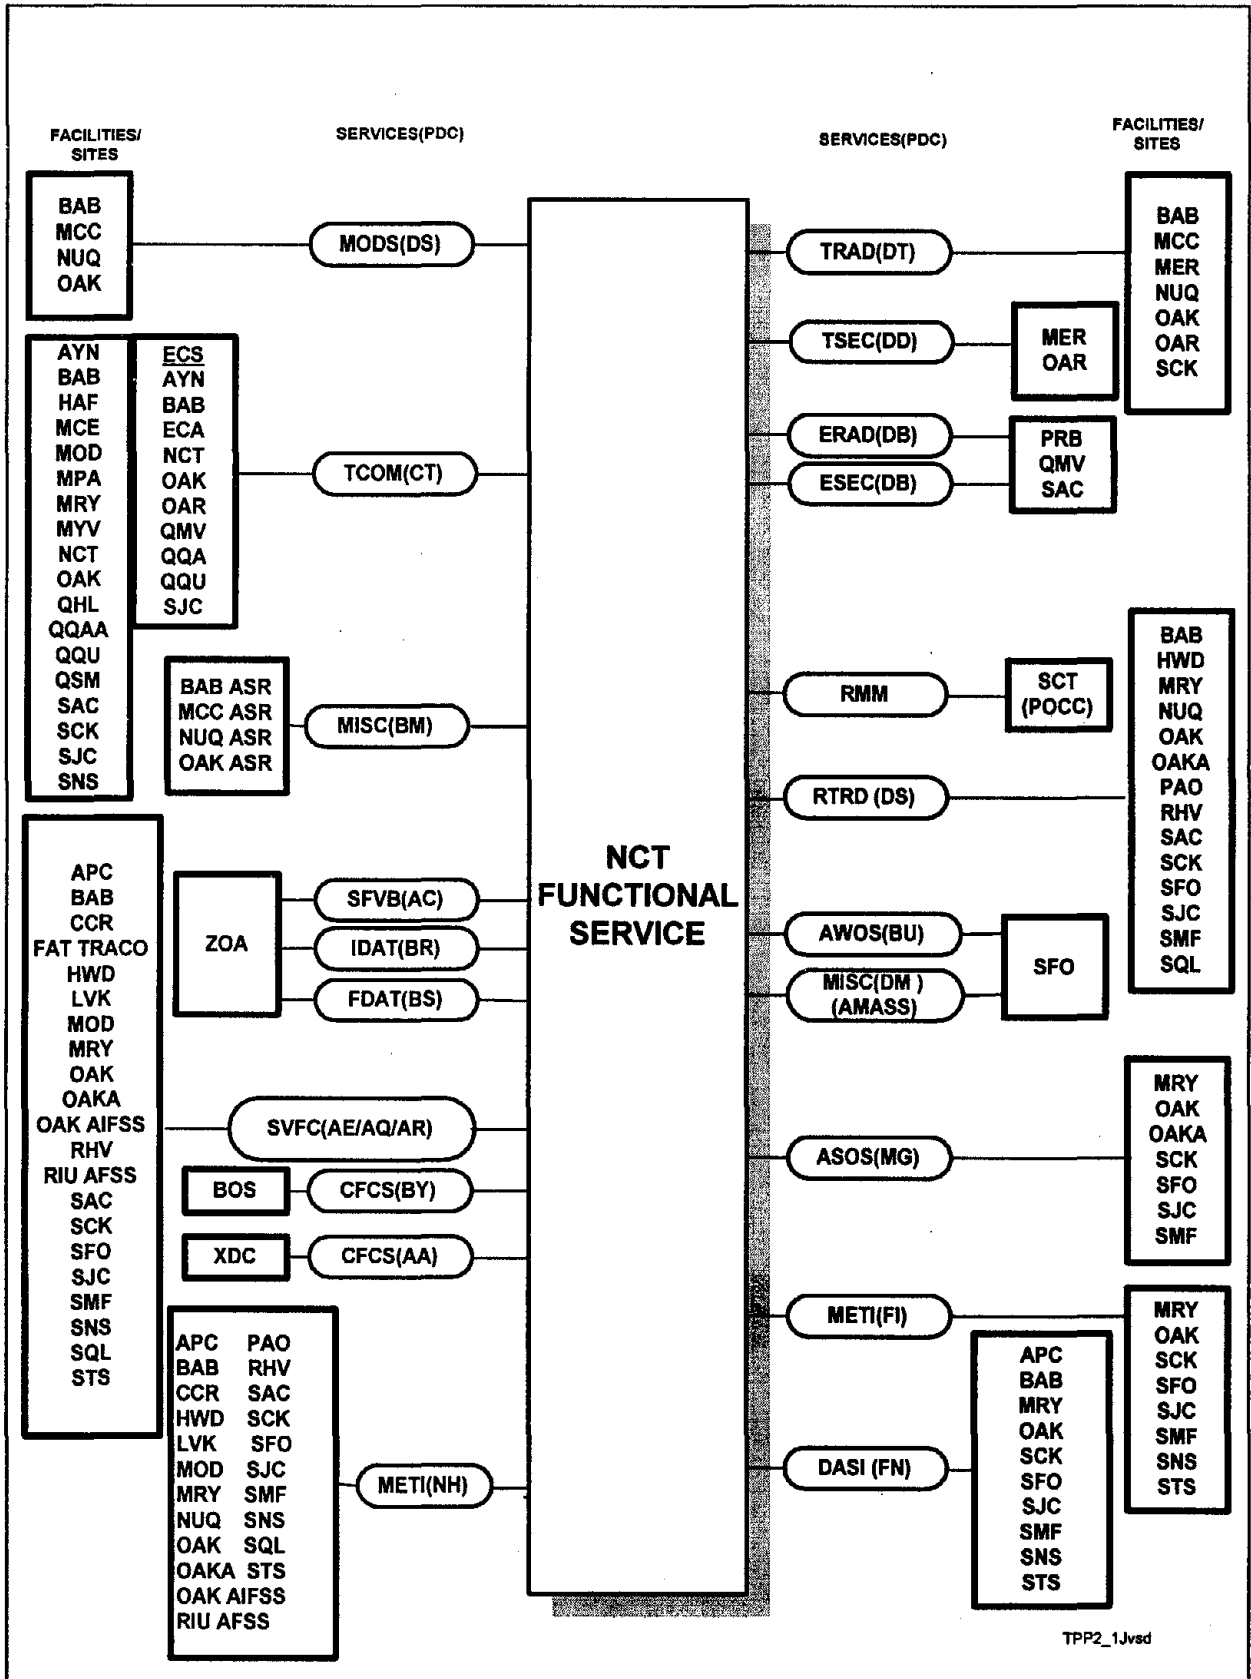 FACILITIES/
SITES
SERVICES(PDC)
BAB
MCC
NUQ
OAK
MODS(DS)
AYN
BAB
HAF
MCE
MOD
MPA
MRY
MYV
NCT
OAK
QHL
QQAA
QQU
QSM
SAC
SCK
SJC
SNS
ECS
AYN
BAB
ECA
NCT
OAK
OAR
QMV
QQA
QQU
SJC
TCOM(CT)
BAB ASR
MCC ASR
NUQ ASR
OAK ASR
MISC(BM)
APC
BAB
CCR
FAT TRACO
HWD
LVK
MOD
MRY
OAK
OAKA
OAK AIFSS
RHV
RIU AFSS
SAC
SCK
SFO
SJC
SMF
SNS
SQL
STS
ZOA
SFVB(AC)
IDAT(BR)
FDAT(BS)
SVFC(AE/AQ/AR)
BOS
CFCS(BY)
XDC
CFCS(AA)
APC PAO
BAB RHV
CCR SAC
HWD SCK
LVK SFO
MOD SJC
MRY SMF
NUQ SNS
OAK SQL
OAKA STS
OAK AIFSS
RIU AFSS
METI(NH)
NCT
FUNCTIONAL
SERVICE
SERVICES(PDC)
FACILITIES/
SITES
TRAD(DT)
BAB
MCC
MER
NUQ
OAK
OAR
SCK
TSEC(DD)
MER
OAR
ERAD(DB)
ESEC(DB)
PRB
QMV
SAC
RMM
SCT
(POCC)
RTRD (DS)
BAB
HWD
MRY
NUQ
OAK
OAKA
PAO
RHV
SAC
SCK
SFO
SJC
SMF
SQL
AWOS(BU)
MISC(DM )
(AMASS)
SFO
ASOS(MG)
MRY
OAK
OAKA
SCK
SFO
SJC
SMF
METI(FI)
MRY
OAK
SCK
SFO
SJC
SMF
SNS
STS
DASI (FN)
APC
BAB
MRY
OAK
SCK
SFO
SJC
SMF
SNS
STS
TPP2_1Jvsd